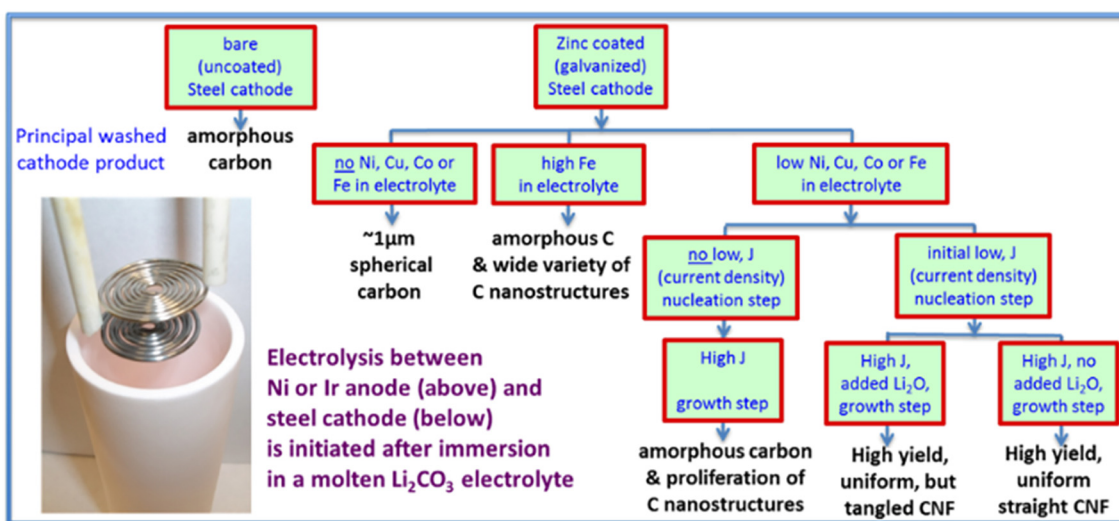 bare
(uncoated)
Steel cathode
Zinc coated
(galvanized)
Steel cathode
Principal washed
cathode product
amorphous
carbon
no Ni, Cu, Co or
Fe in electrolyte
high Fe
in electrolyte
low Ni, Cu, Co or Fe
in electrolyte
~1µm
spherical
carbon
amorphous C
& wide variety of
C nanostructures
no low, J
(current density)
nucleation step
initial low, J
(current density)
nucleation step
Electrolysis between
Ni or Ir anode (above) and
steel cathode (below)
is initiated after immersion
in a molten Li₂CO₃ electrolyte
High J
growth step
High J,
added Li₂O,
growth step
High J, no
added Li₂O,
growth step
amorphous carbon
& proliferation of
C nanostructures
High yield,
uniform, but
tangled CNF
High yield,
uniform
straight CNF